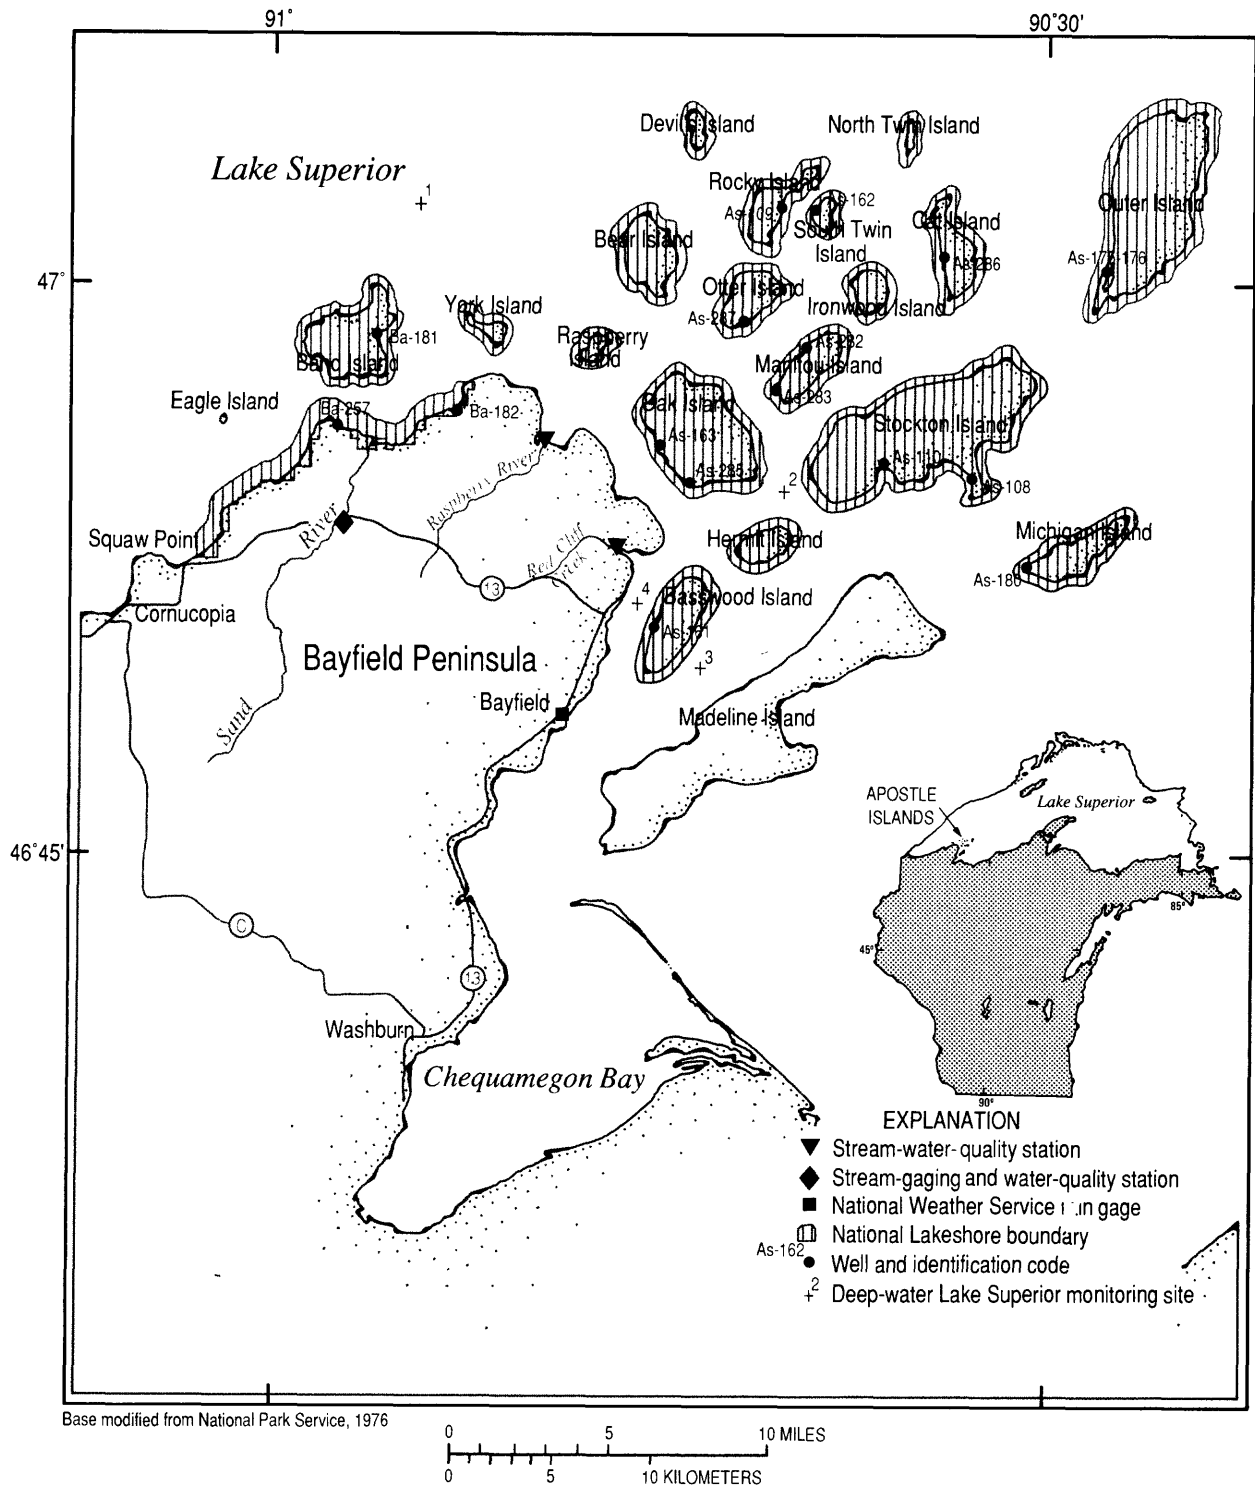 91°
90°30'
Devils Island
North Twin Island
Lake Superior
+1
Rocky Island
As-109
South Twin
Island
Outer Island
Bear Island
Cat Island
47°
As-286
As-175-176
Otter Island
As-287
Ironwood Island
York Island
Ba-181
Sand Island
Raspberry
Island
As-282
Manitou Island
As-283
Eagle Island
Ba-257
Ba-182
Oak Island
As-163
As-285
Stockton Island
As-110
As-108
+2
Raspberry River
Squaw Point
River
Hermit Island
Michigan Island
As-180
Red Cliff
13
Cornucopia
+4
Basswood Island
As-161
+3
Bayfield Peninsula
Bayfield
Sand
Madeline Island
APOSTLE
ISLANDS
Lake Superior
46°45'
85°
45°
C
13
Washburn
Chequamegon Bay
90°
EXPLANATION
Stream-water-quality station
Stream-gaging and water-quality station
National Weather Service gage
National Lakeshore boundary
As-162
Well and identification code
+2 Deep-water Lake Superior monitoring site
Base modified from National Park Service, 1976
0 5 10 MILES
0 5 10 KILOMETERS